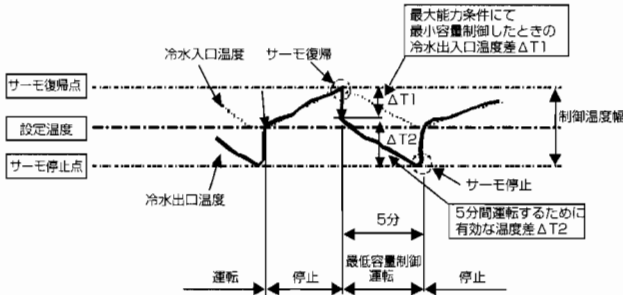 最大能力条件にて
最小容量制御したときの
冷水出入口温度差ΔT1
冷水入口温度
サーモ復帰
サーモ復帰点
ΔT1
設定温度
制御温度幅
ΔT2
サーモ停止点
サーモ停止
冷水出口温度
5分
5分間運転するために
有効な温度差ΔT2
運転
停止
最低容量制御
運転
停止